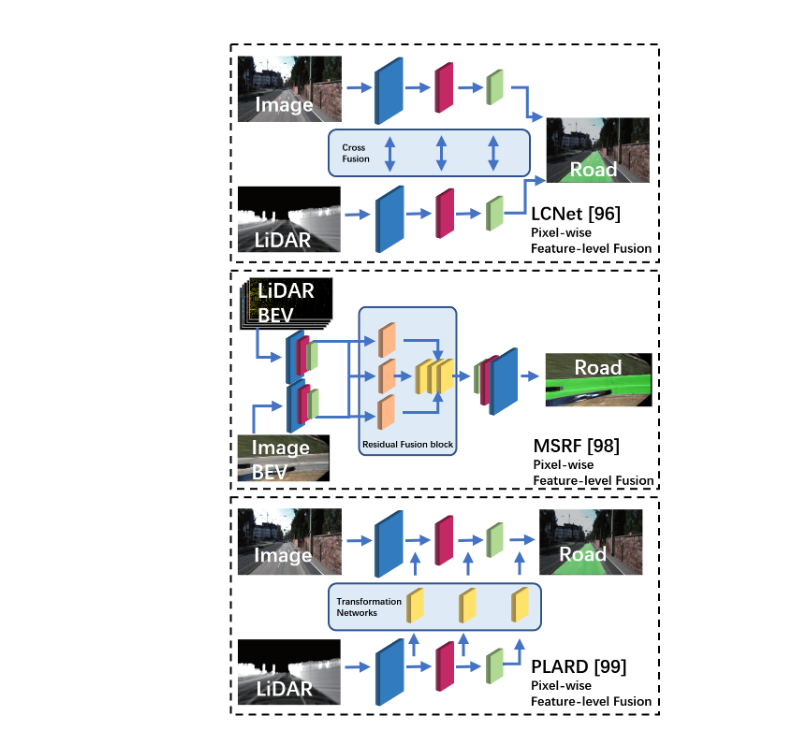 Image
Cross
Fusion
Road
LiDAR
LCNet [96]
Pixel-wise
Feature-level Fusion
LiDAR
BEV
Road
Residual Fusion block
Image
BEV
MSRF [98]
Pixel-wise
Feature-level Fusion
Image
Road
Transformation
Networks
LiDAR
PLARD [99]
Pixel-wise
Feature-level Fusion